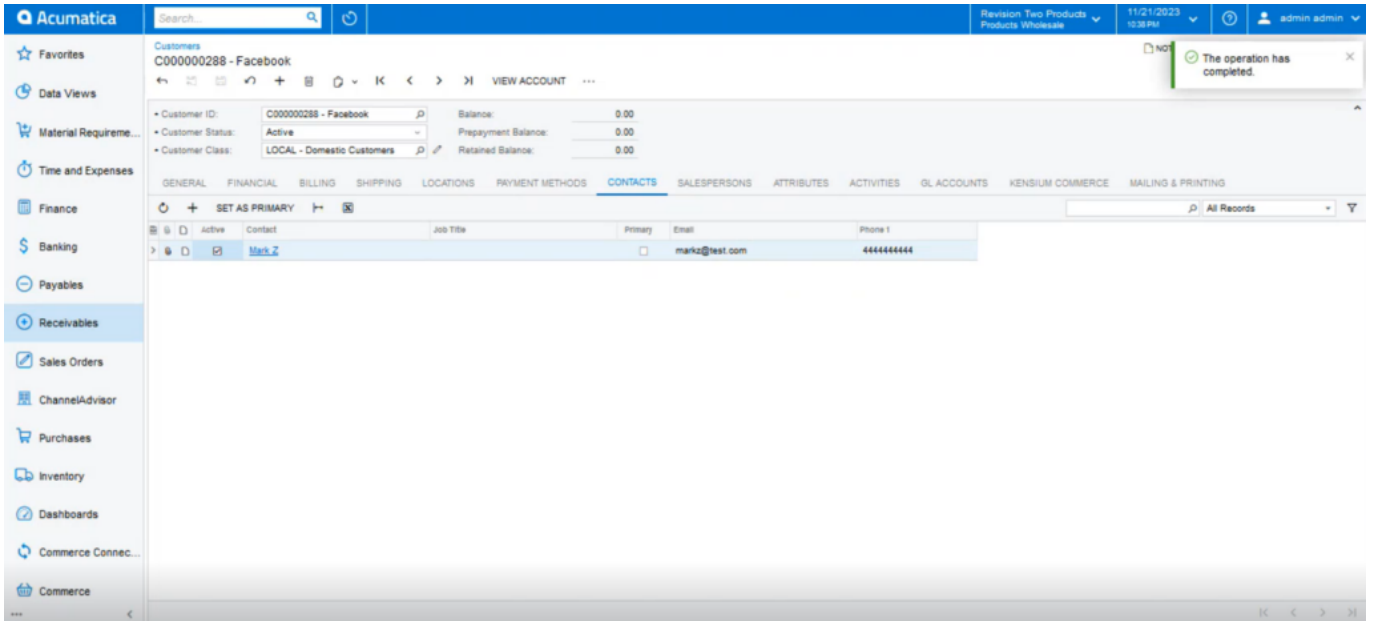 Acumatica
Search...
Revision Two Products
Products Wholesale
11/21/2023
10:38 PM
admin admin
Favorites
Data Views
Material Requireme...
Time and Expenses
Finance
Banking
Payables
Receivables
Sales Orders
ChannelAdvisor
Purchases
Inventory
Dashboards
Commerce Connec...
Commerce
Customers
C000000288 - Facebook
NOT
The operation has
completed.
VIEW ACCOUNT
Customer ID: C000000288 - Facebook Balance: 0.00
Customer Status: Active Prepayment Balance: 0.00
Customer Class: LOCAL - Domestic Customers Retained Balance: 0.00
GENERAL FINANCIAL BILLING SHIPPING LOCATIONS PAYMENT METHODS CONTACTS SALESPERSONS ATTRIBUTES ACTIVITIES GL ACCOUNTS KENSIUM COMMERCE MAILING & PRINTING
SET AS PRIMARY All Records
Active Contact Job Title Primary Email Phone 1
Mark Z markz@test.com 4444444444